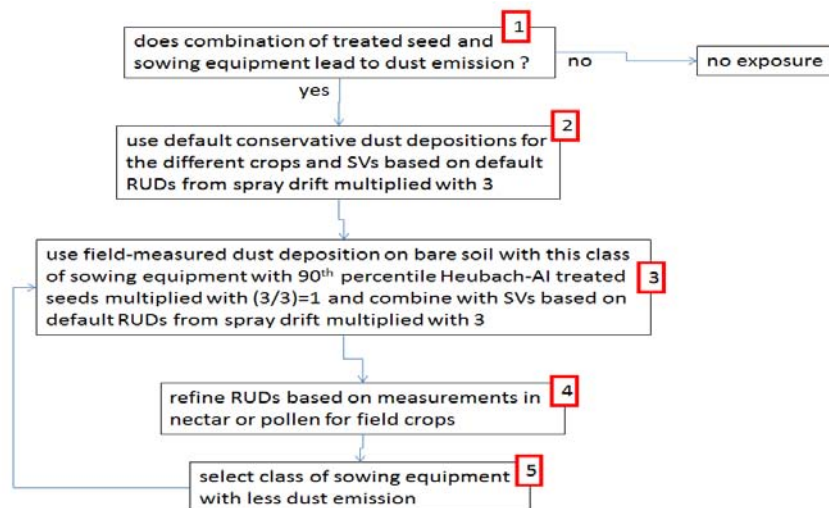 1
does combination of treated seed and
sowing equipment lead to dust emission ?
no
no exposure
yes
2
use default conservative dust depositions for
the different crops and SVs based on default
RUDs from spray drift multiplied with 3
use field-measured dust deposition on bare soil with this class
of sowing equipment with 90th percentile Heubach-AI treated
seeds multiplied with (3/3)=1 and combine with SVs based on
default RUDs from spray drift multiplied with 3
3
refine RUDs based on measurements in
nectar or pollen for field crops
4
select class of sowing equipment
with less dust emission
5